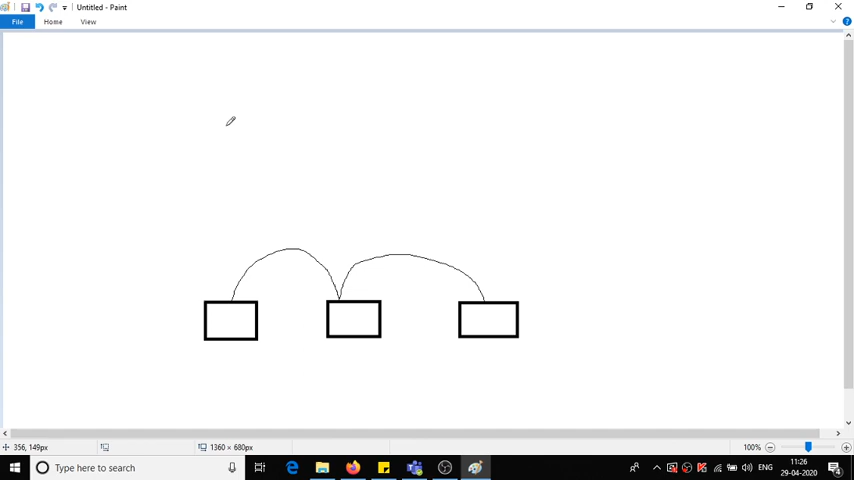 Untitled - Paint
File Home View
356, 149px
1360 × 680px
100%
Type here to search
ENG
11:26
29-04-2020
4